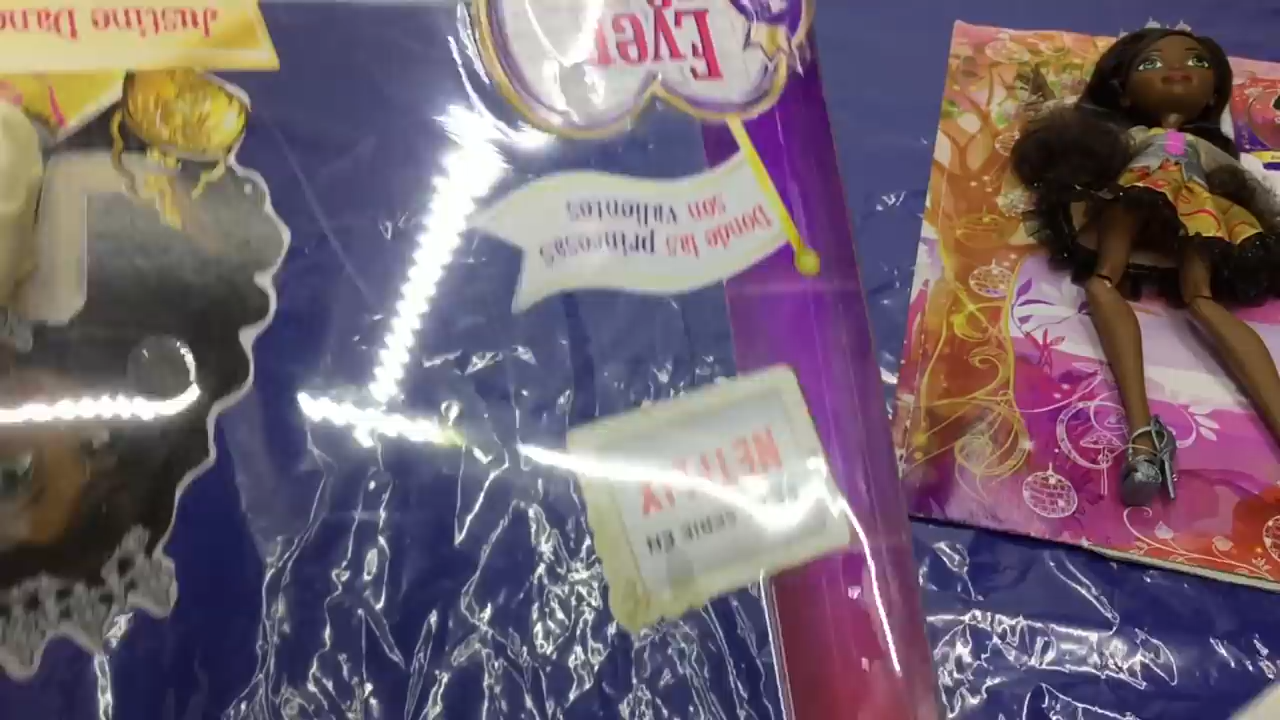 Justine Dance
Ever
Donde las princesas
son valientes
SERIE EN
NETFLIX